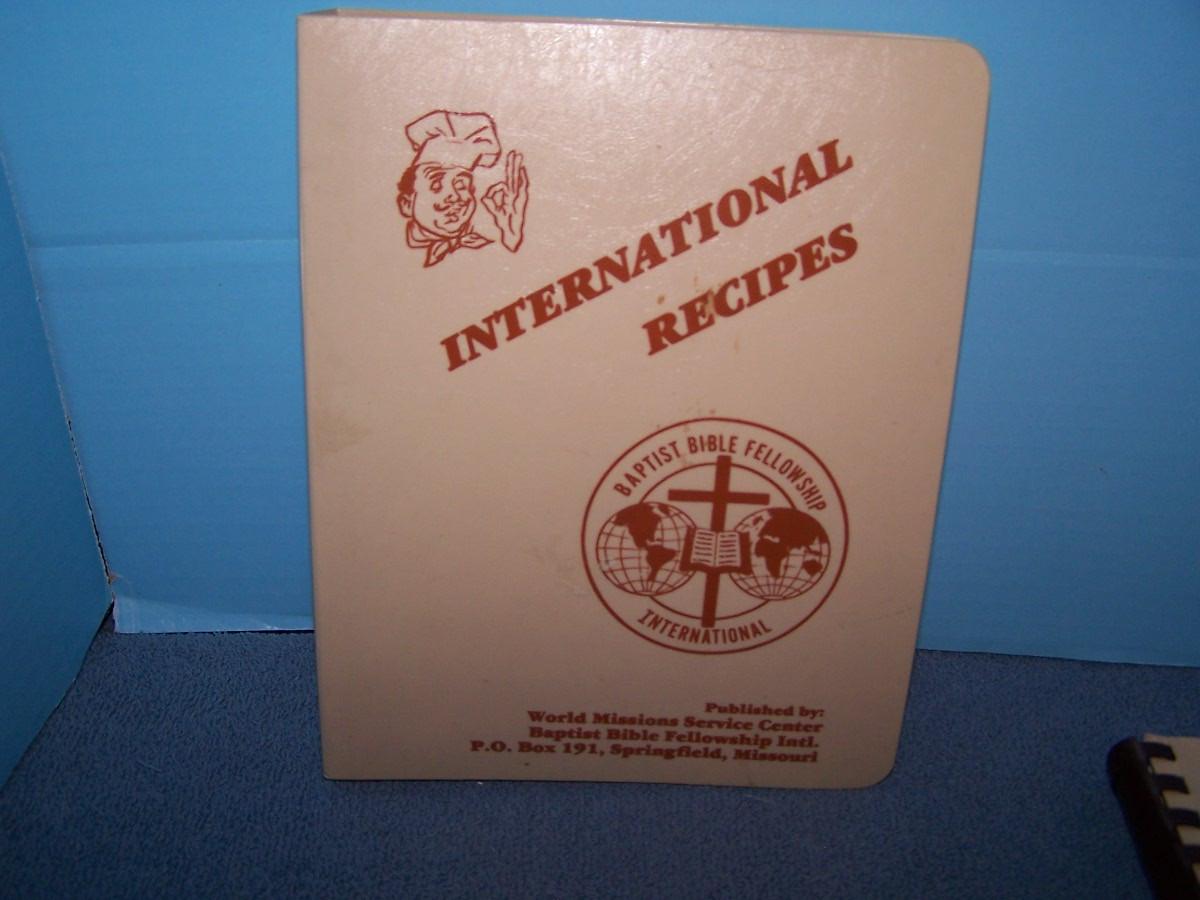 INTERNATIONAL
RECIPES
BAPTIST BIBLE FELLOWSHIP
INTERNATIONAL
Published by:
World Missions Service Center
Baptist Bible Fellowship Intl.
P.O. Box 191, Springfield, Missouri